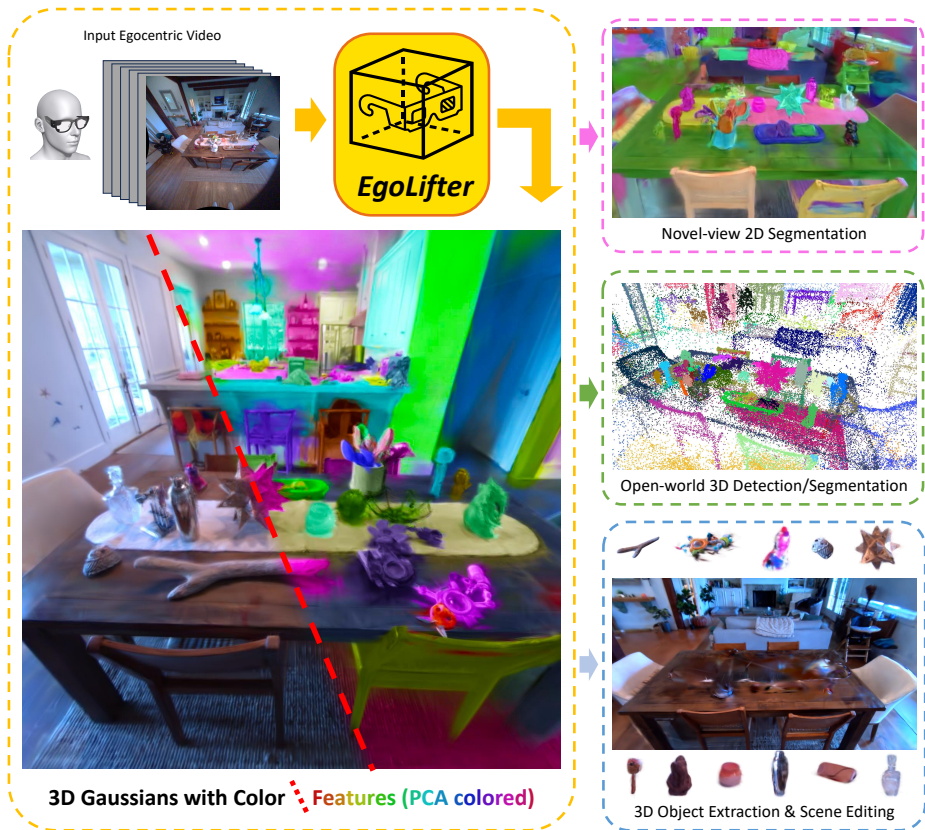 Input Egocentric Video
EgoLifter
3D Gaussians with Color
Features (PCA colored)
Novel-view 2D Segmentation
Open-world 3D Detection/Segmentation
3D Object Extraction & Scene Editing